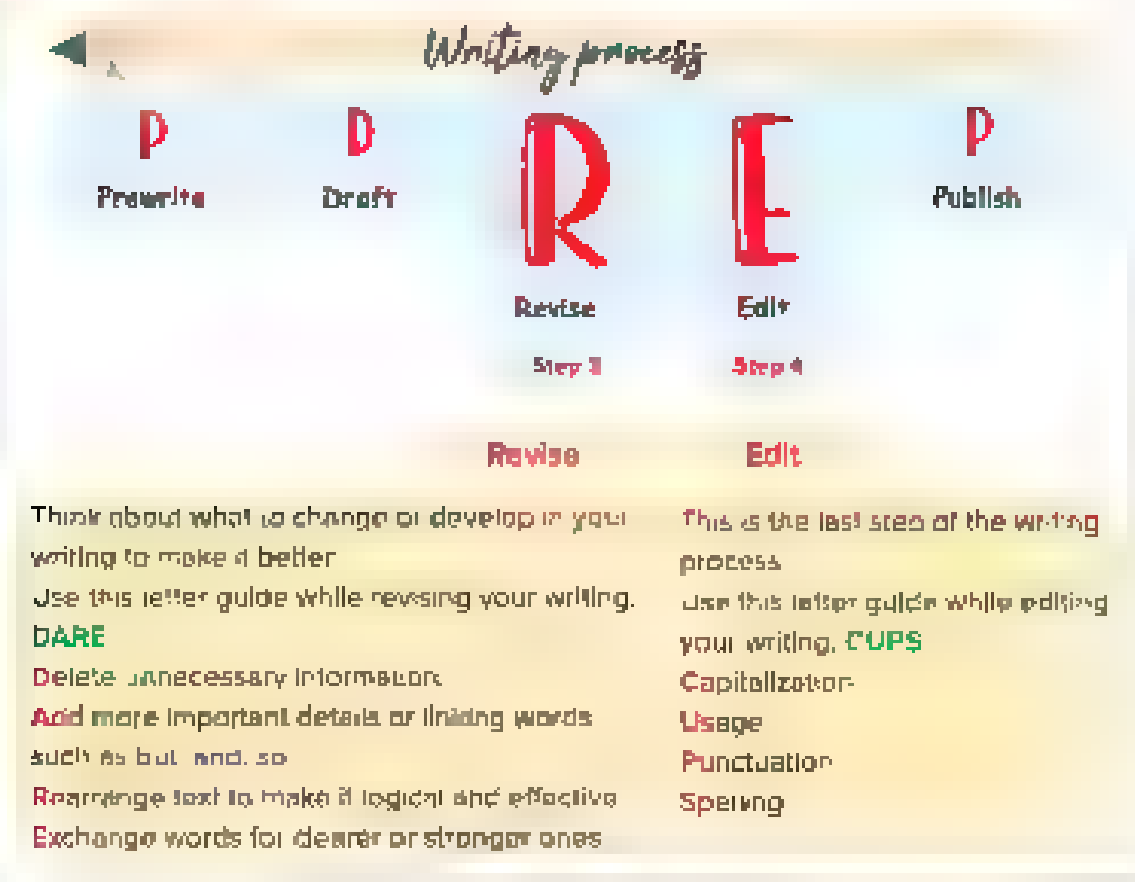 Writing process
P D R E P
Prewrite Draft Revise Edit Publish
Step 3 Step 4
Revise Edit
Think about what to change or develop in your
writing to make it better
Use this letter guide while revising your writing.
DARE
Delete unnecessary information
Add more important details or linking words
such as but, and, so
Rearrange text to make it logical and effective
Exchange words for clearer or stronger ones
This is the last step of the writing
process
Use this letter guide while editing
your writing. CUPS
Capitalization
Usage
Punctuation
Spelling